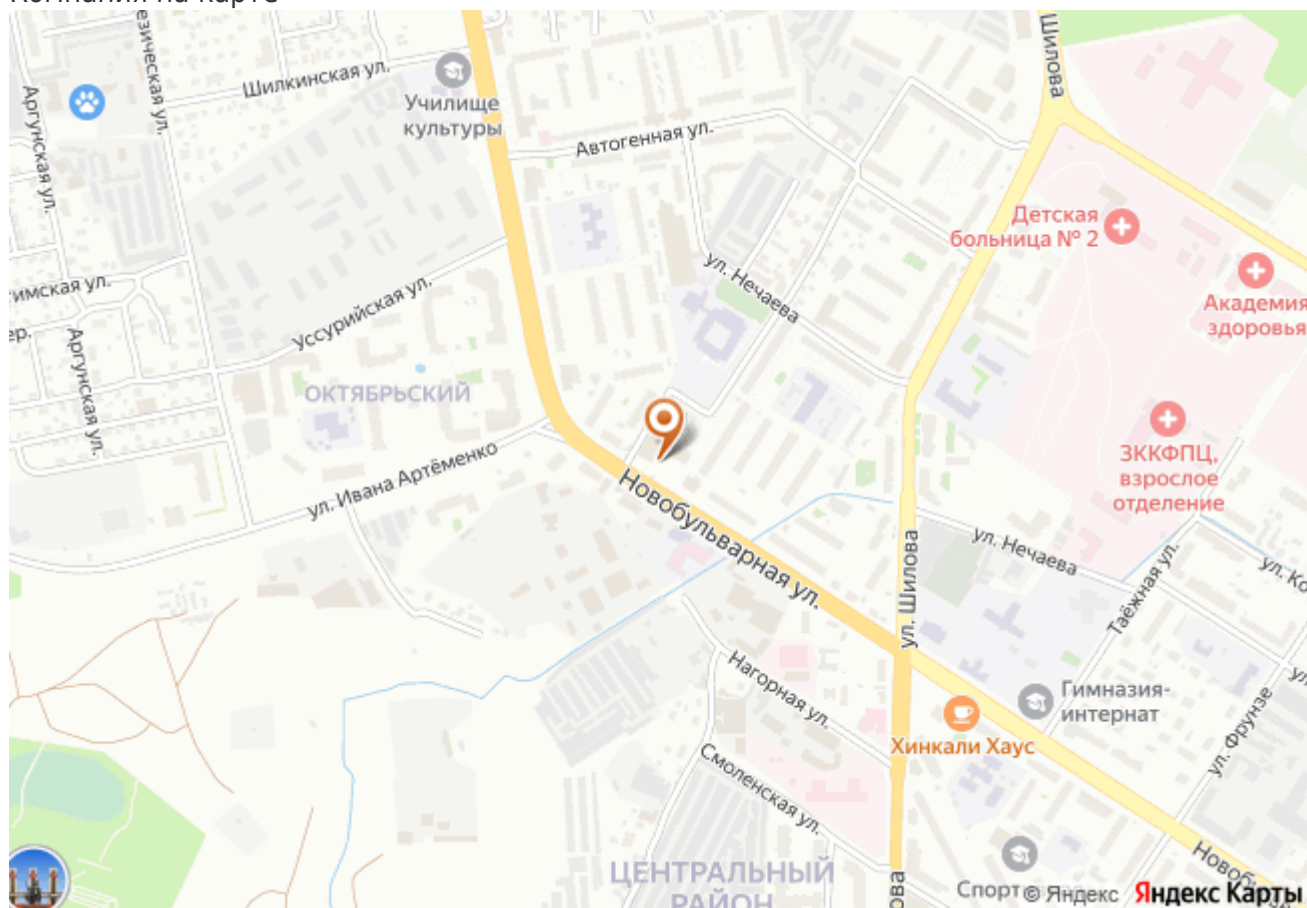 Шилова
Шилкинская ул.
Аргунская ул.
Училище
культуры
Автогенная ул.
Детская
больница № 2
ул. Нечаева
Академия
здоровья
Уссурийская ул.
Аргунская ул.
ОКТЯБРЬСКИЙ
ЗККФПЦ,
взрослое
отделение
ул. Ивана Артёменко
Новобульварная ул.
ул. Нечаева
ул. Шилова
Таёжная ул.
Нагорная ул.
Гимназия-
интернат
ул. Фрунзе
Хинкали Хаус
Смоленская ул.
ЦЕНТРАЛЬНЫЙ
РАЙОН
© Яндекс Яндекс Карты